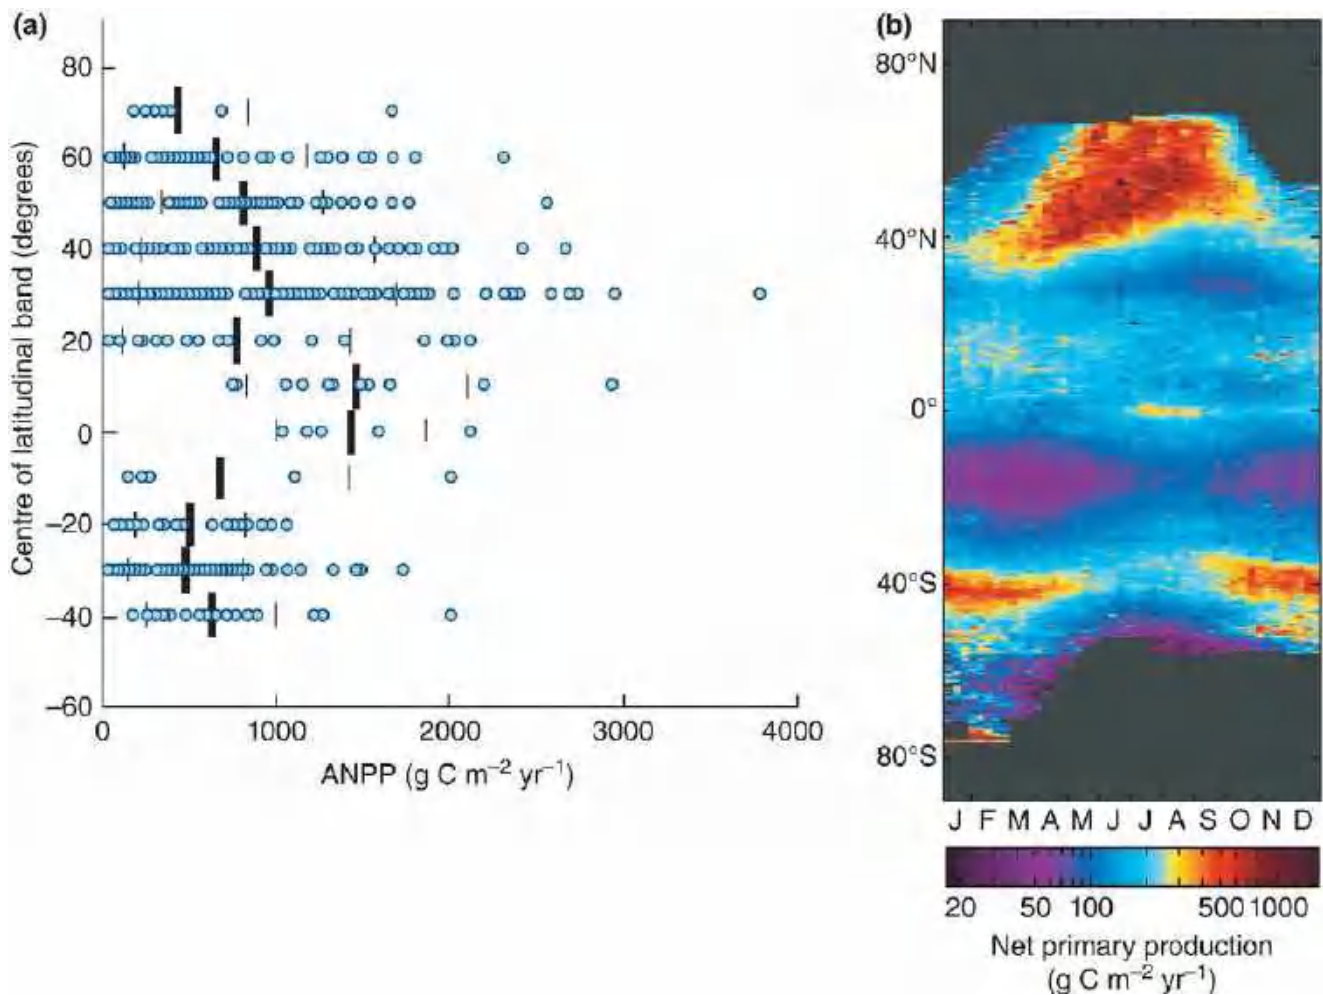 (a)
80
60
40
20
0
−20
−40
−60
Centre of latitudinal band (degrees)
0 1000 2000 3000 4000
ANPP (g C m⁻² yr⁻¹)
(b)
80°N
40°N
0°
40°S
80°S
J F M A M J J A S O N D
20 50 100 500 1000
Net primary production
(g C m⁻² yr⁻¹)